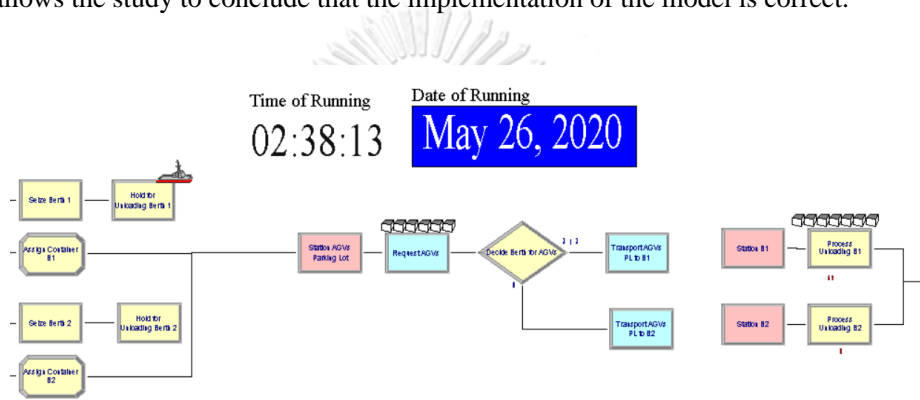 the study to conclude that the implementation of the model is correct.
Time of Running
Date of Running
02:38:13
May 26, 2020
Seize Berth 1
Hold for
Unloading Berth 1
Assign Container
B1
Station AGVs
Parking Lot
Request AGVs
Decide Berth for AGVs
Transport AGVs
PL to B1
Station B1
Process
Unloading B1
Seize Berth 2
Hold for
Unloading Berth 2
Transport AGVs
PL to B2
Station B2
Process
Unloading B2
Assign Container
B2